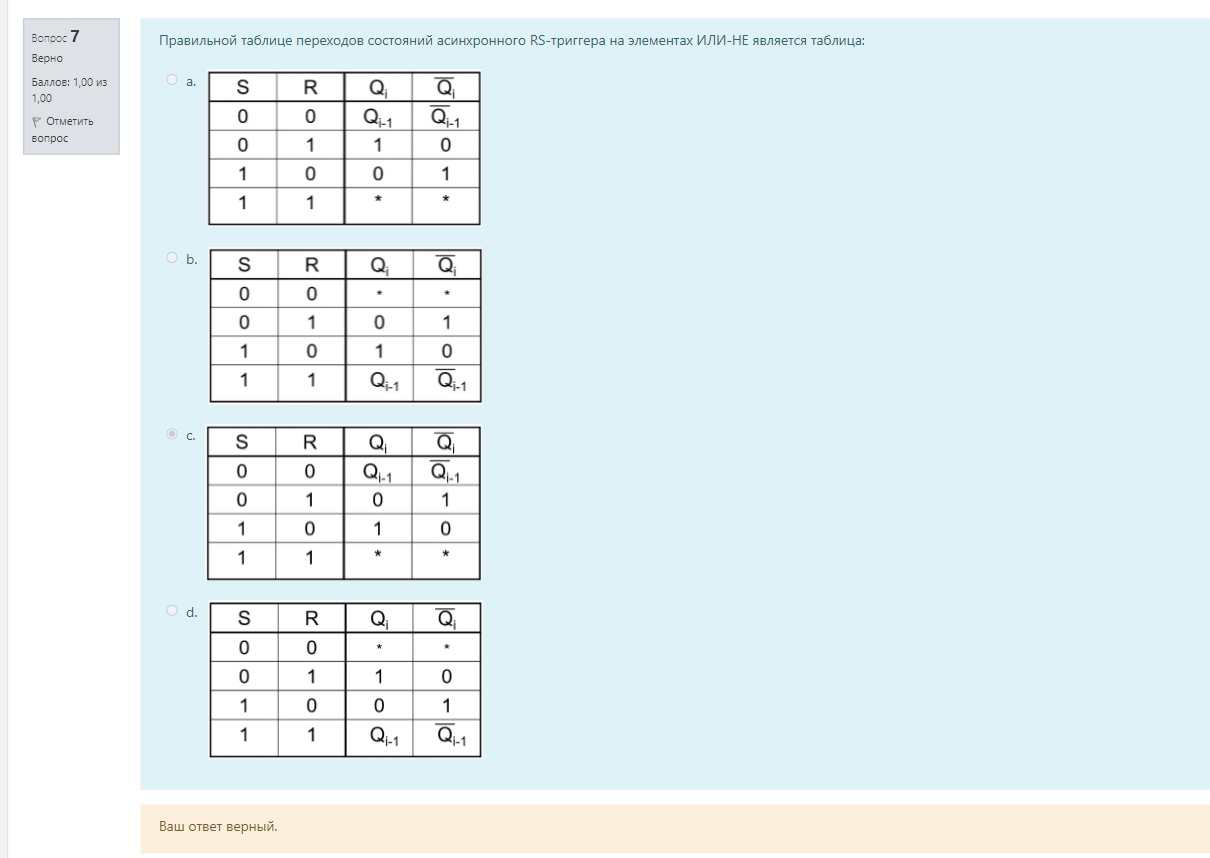 Вопрос 7
Верно
Баллов: 1,00 из
1,00
Отметить
вопрос
Правильной таблице переходов состояний асинхронного RS-триггера на элементах ИЛИ-НЕ является таблица:
a.
S R Qi Q̅i
0 0 Qi-1 Q̅i-1
0 1 1 0
1 0 0 1
1 1 * *
b.
S R Qi Q̅i
0 0 * *
0 1 0 1
1 0 1 0
1 1 Qi-1 Q̅i-1
c.
S R Qi Q̅i
0 0 Qi-1 Q̅i-1
0 1 0 1
1 0 1 0
1 1 * *
d.
S R Qi Q̅i
0 0 * *
0 1 1 0
1 0 0 1
1 1 Qi-1 Q̅i-1
Ваш ответ верный.